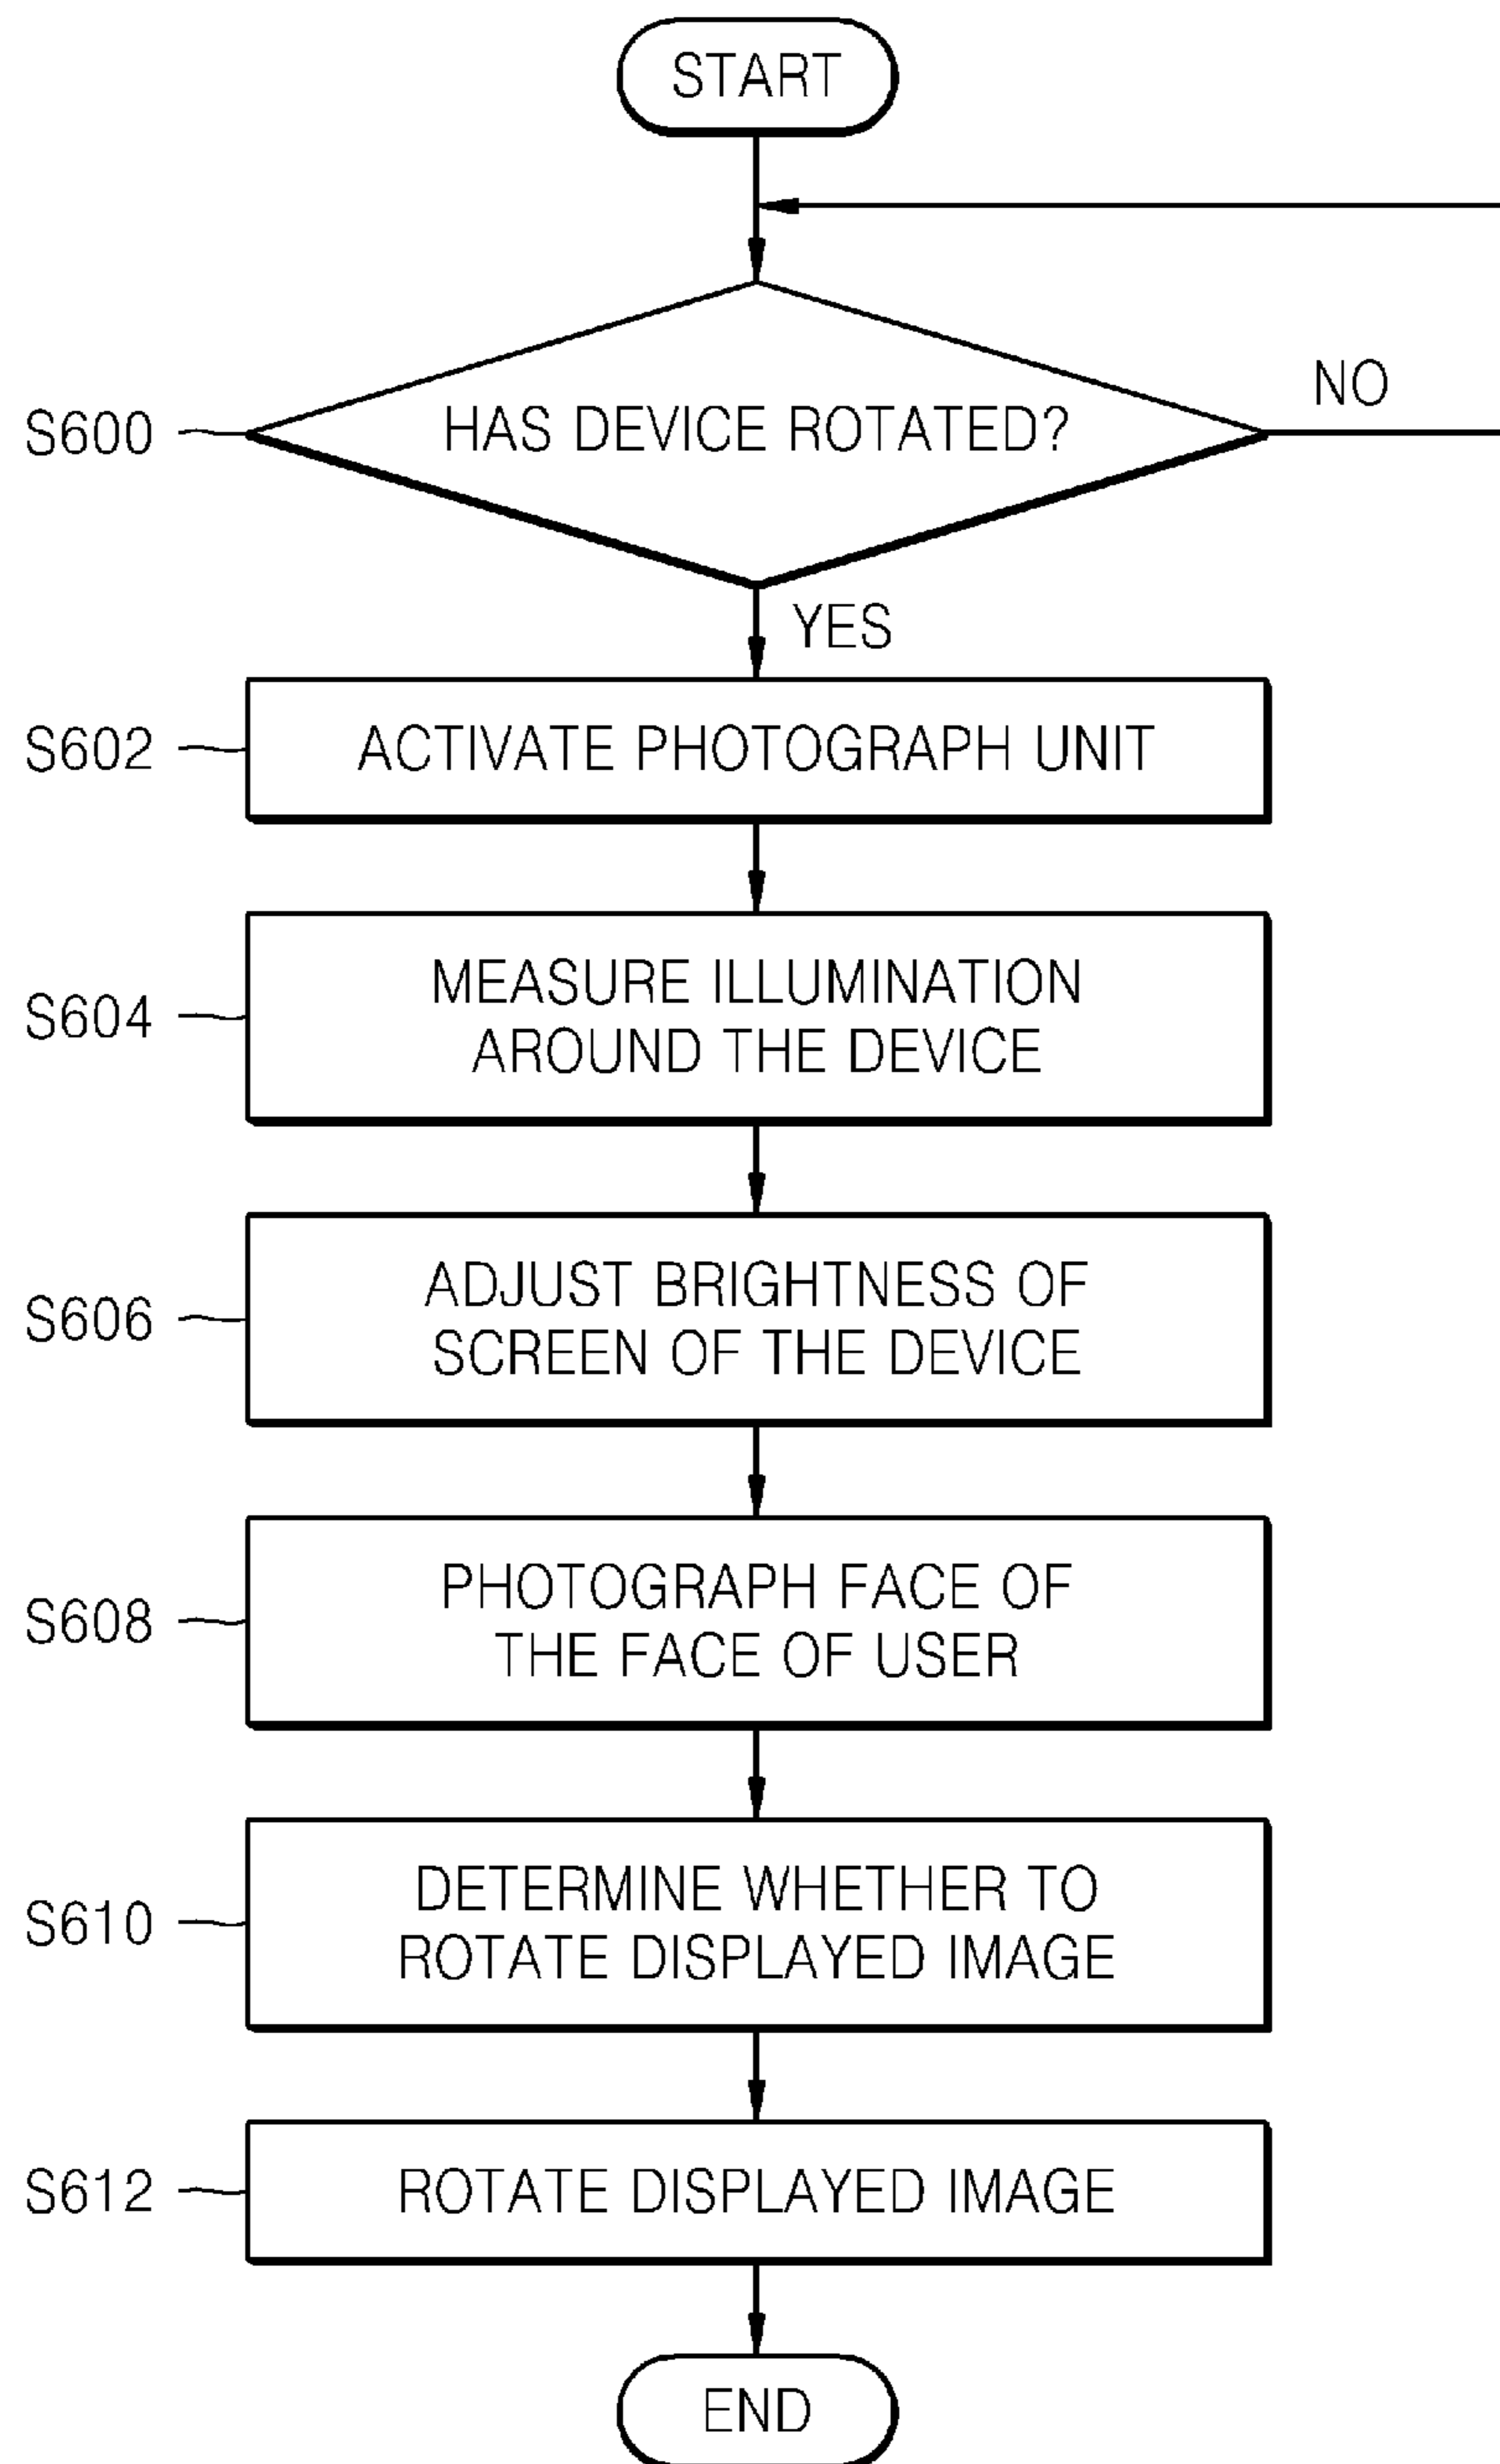 START
S600
HAS DEVICE ROTATED?
NO
YES
S602
ACTIVATE PHOTOGRAPH UNIT
S604
MEASURE ILLUMINATION
AROUND THE DEVICE
S606
ADJUST BRIGHTNESS OF
SCREEN OF THE DEVICE
S608
PHOTOGRAPH FACE OF
THE FACE OF USER
S610
DETERMINE WHETHER TO
ROTATE DISPLAYED IMAGE
S612
ROTATE DISPLAYED IMAGE
END